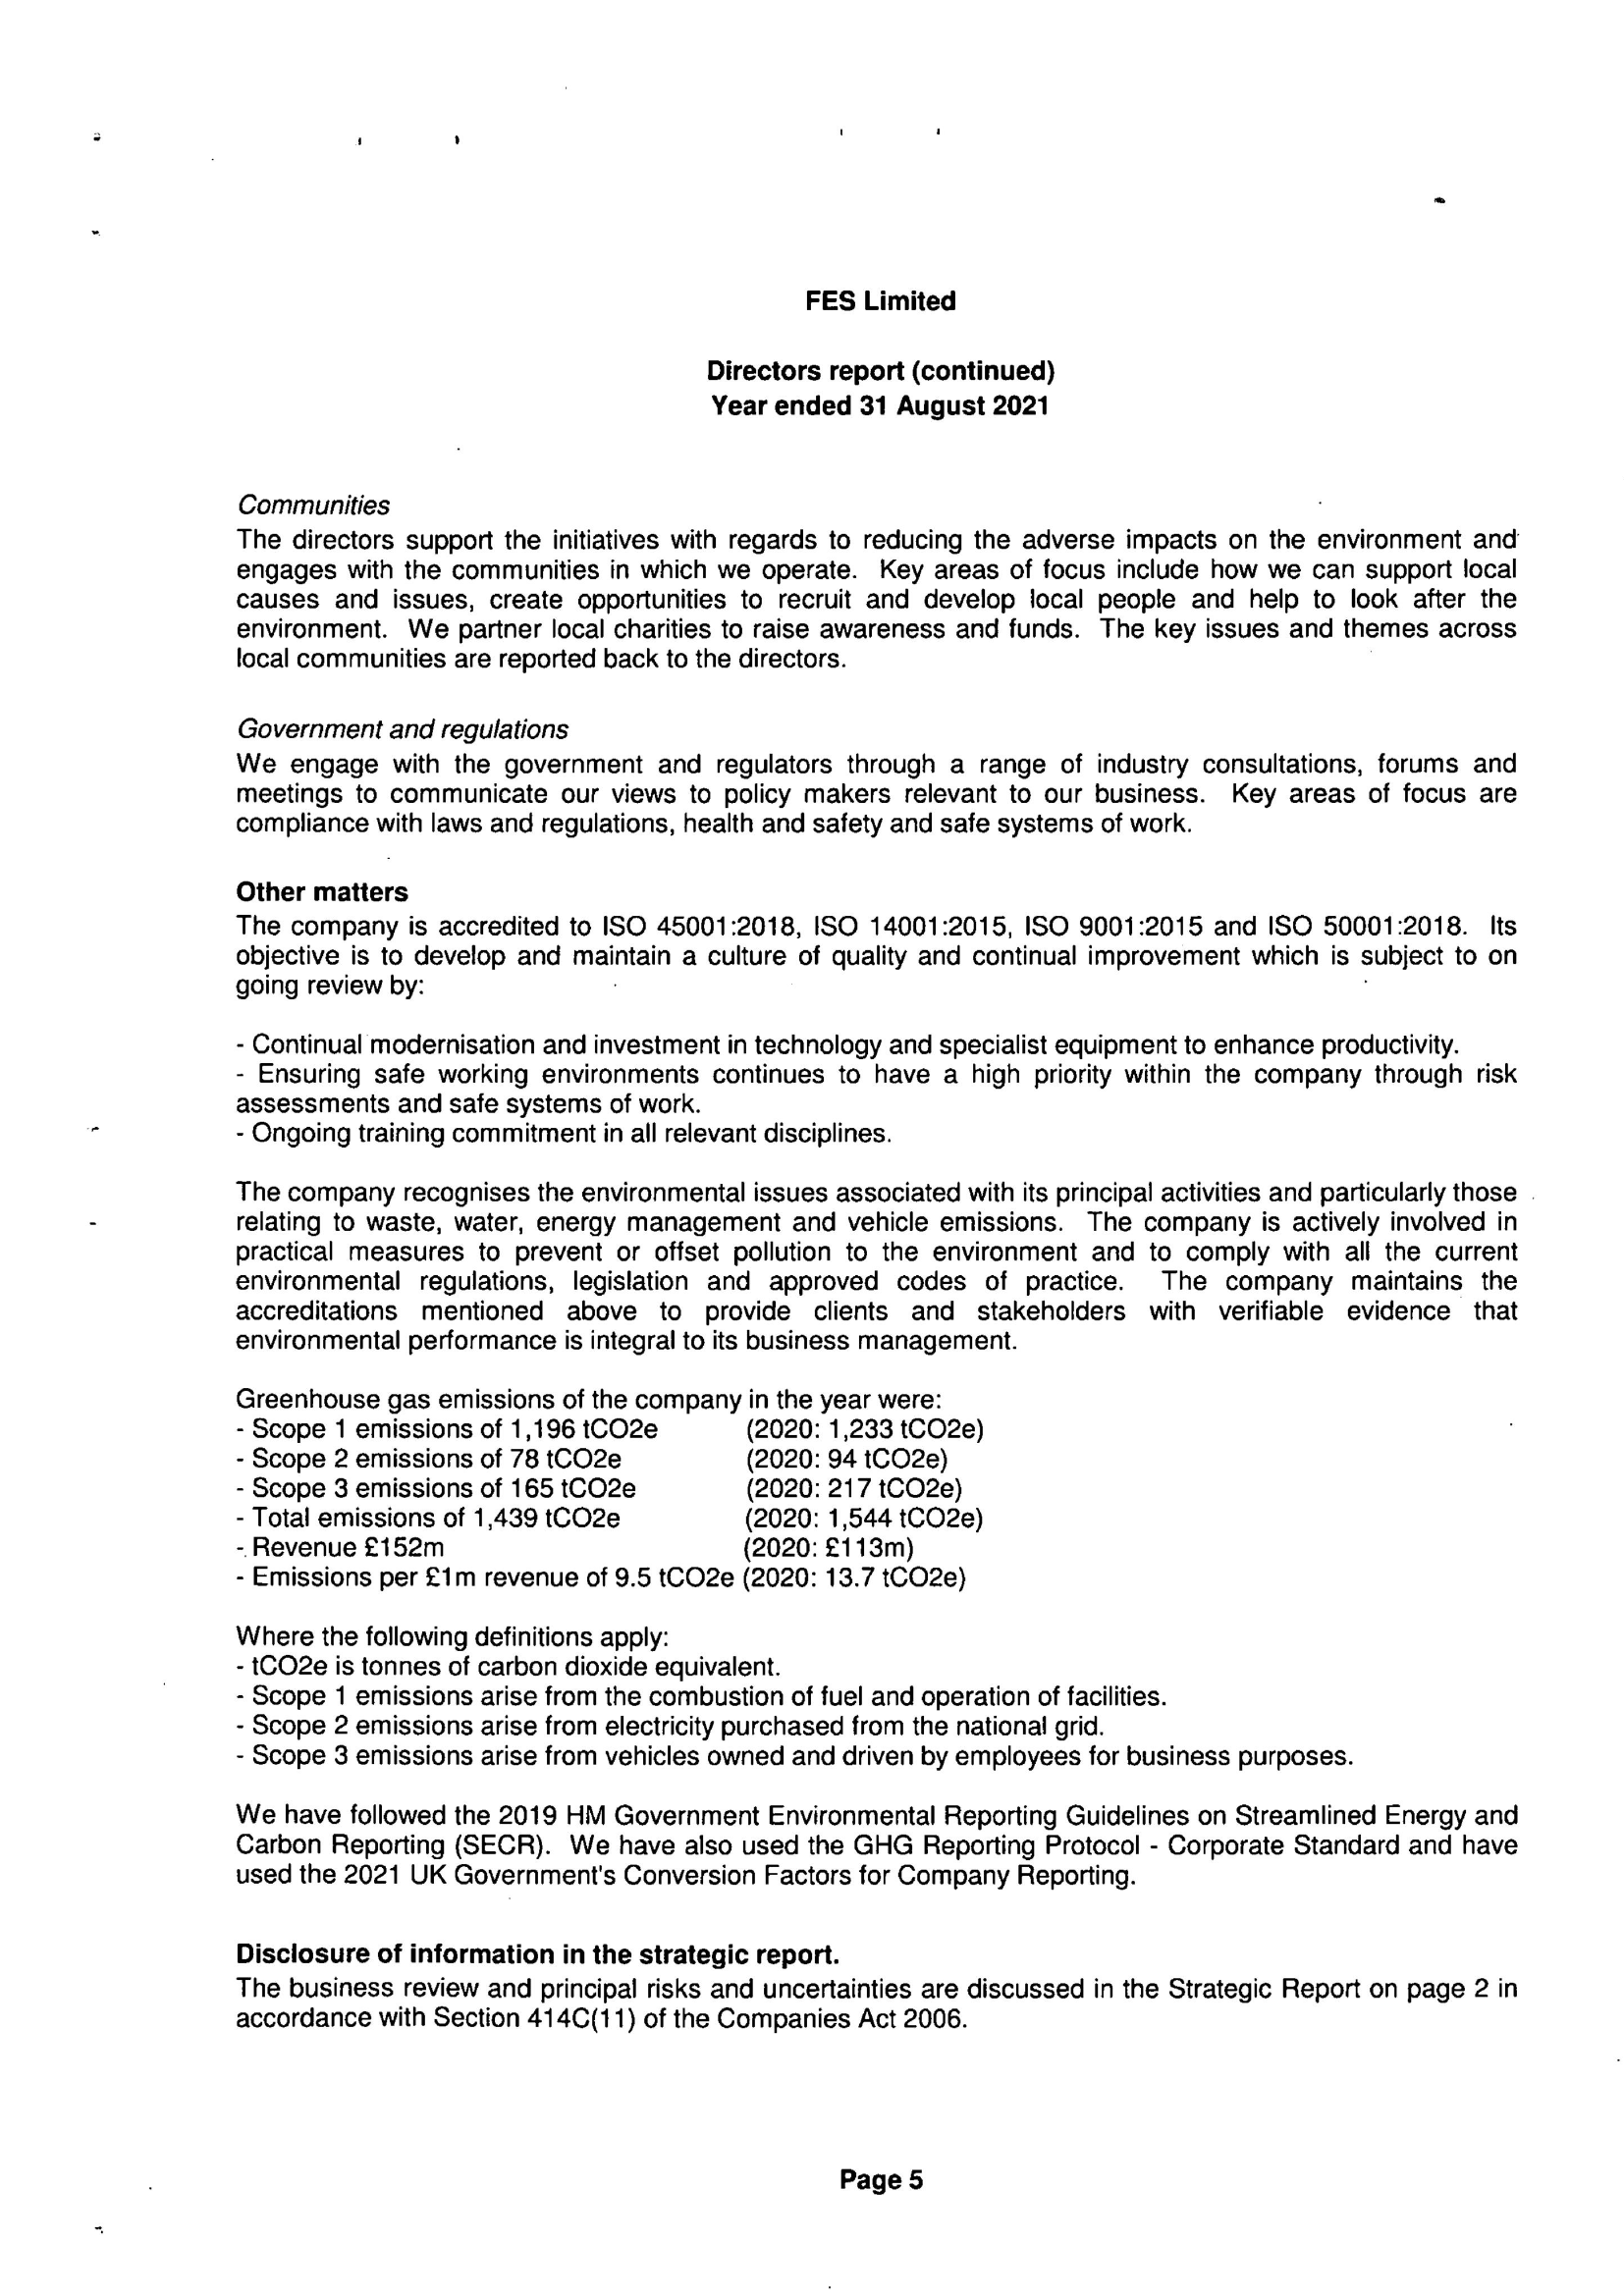 FES Limited
Directors report (continued)
Year ended 31 August 2021
Communities
The directors support the initiatives with regards to reducing the adverse impacts on the environment and
engages with the communities in which we operate. Key areas of focus include how we can support local
causes and issues, create opportunities to recruit and develop local people and help to look after the
environment. We partner local charities to raise awareness and funds. The key issues and themes across
local communities are reported back to the directors.
Government and regulations
We engage with the government and regulators through a range of industry consultations, forums and
meetings to communicate our views to policy makers relevant to our business. Key areas of focus are
compliance with laws and regulations, health and safety and safe systems of work.
Other matters
The company is accredited to ISO 45001:2018, ISO 14001:2015, ISO 9001:2015 and ISO 50001:2018. Its
objective is to develop and maintain a culture of quality and continual improvement which is subject to on
going review by:
- Continual modernisation and investment in technology and specialist equipment to enhance productivity.
- Ensuring safe working environments continues to have a high priority within the company through risk
assessments and safe systems of work.
- Ongoing training commitment in all relevant disciplines.
The company recognises the environmental issues associated with its principal activities and particularly those
relating to waste, water, energy management and vehicle emissions. The company is actively involved in
practical measures to prevent or offset pollution to the environment and to comply with all the current
environmental regulations, legislation and approved codes of practice. The company maintains the
accreditations mentioned above to provide clients and stakeholders with verifiable evidence that
environmental performance is integral to its business management.
Greenhouse gas emissions of the company in the year were:
- Scope 1 emissions of 1,196 tCO2e (2020: 1,233 tCO2e)
- Scope 2 emissions of 78 tCO2e (2020: 94 tCO2e)
- Scope 3 emissions of 165 tCO2e (2020: 217 tCO2e)
- Total emissions of 1,439 tCO2e (2020: 1,544 tCO2e)
- Revenue £152m (2020: £113m)
- Emissions per £1m revenue of 9.5 tCO2e (2020: 13.7 tCO2e)
Where the following definitions apply:
- tCO2e is tonnes of carbon dioxide equivalent.
- Scope 1 emissions arise from the combustion of fuel and operation of facilities.
- Scope 2 emissions arise from electricity purchased from the national grid.
- Scope 3 emissions arise from vehicles owned and driven by employees for business purposes.
We have followed the 2019 HM Government Environmental Reporting Guidelines on Streamlined Energy and
Carbon Reporting (SECR). We have also used the GHG Reporting Protocol - Corporate Standard and have
used the 2021 UK Government's Conversion Factors for Company Reporting.
Disclosure of information in the strategic report.
The business review and principal risks and uncertainties are discussed in the Strategic Report on page 2 in
accordance with Section 414C(11) of the Companies Act 2006.
Page 5